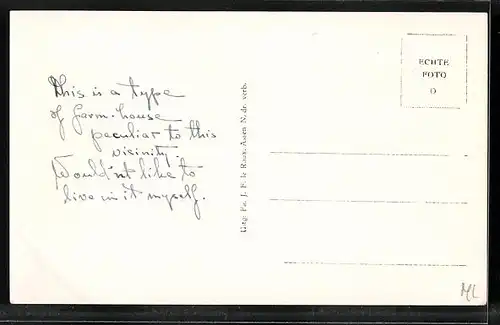 This is a type
of farm-house
peculiar to this
vicinity.
Would'nt like to
live in it myself.
Uitg: Fa. J. F. le Roux, Assen N. dr. verb.
ECHTE
FOTO
O
ML